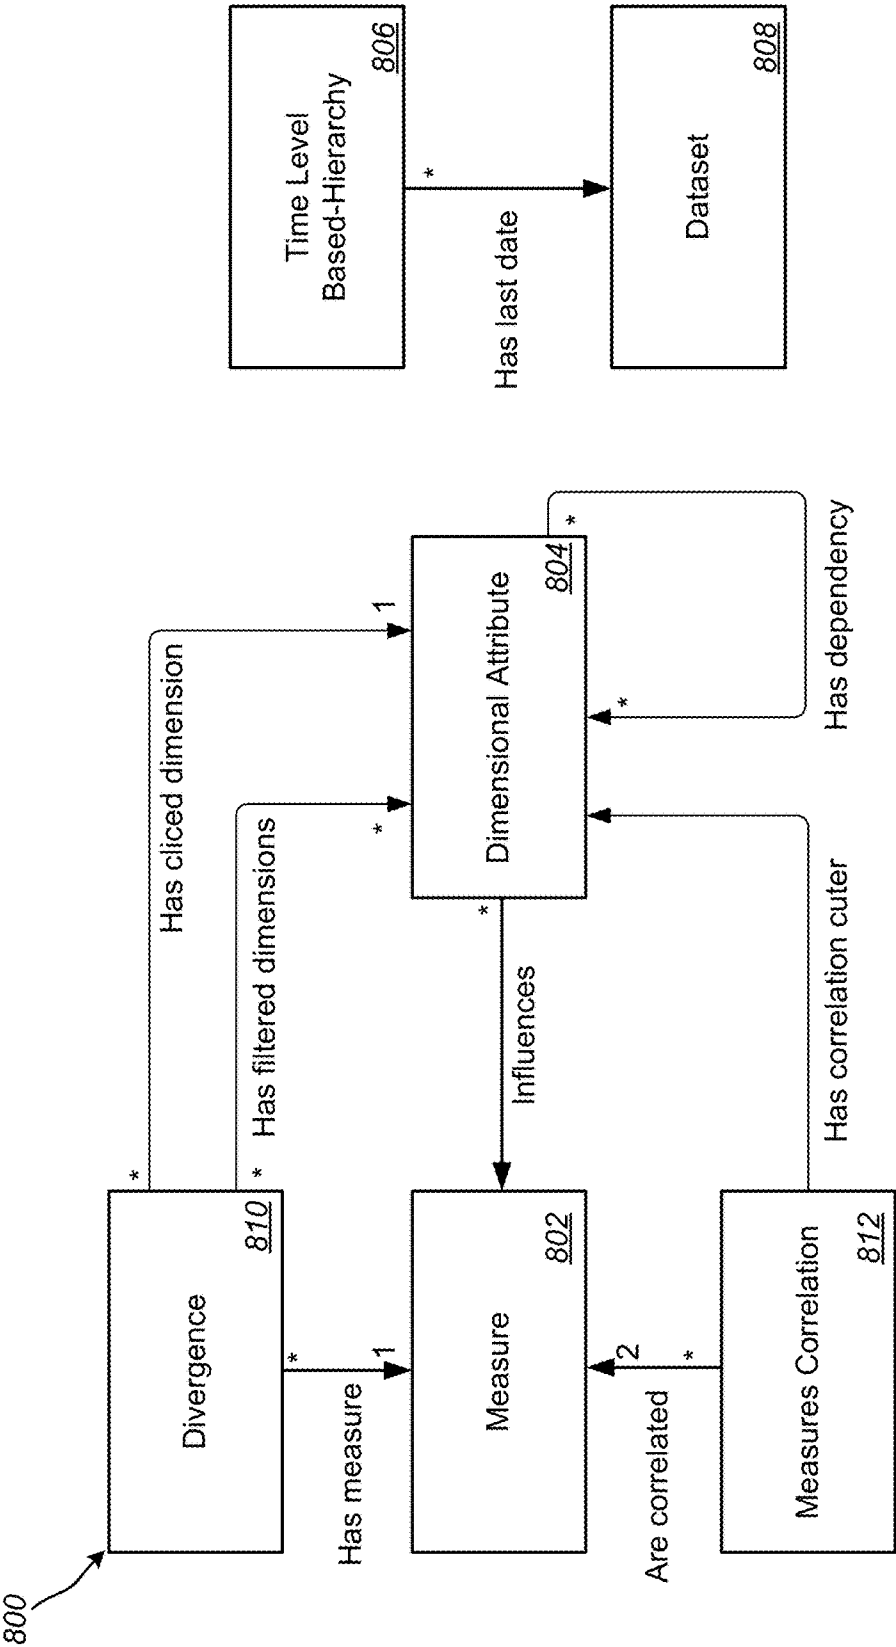 800
Divergence
810
*
Has cliced dimension
1
*
Has filtered dimensions
*
*
Has measure
1
Measure
802
*
Influences
Dimensional Attribute
804
*
*
Has dependency
2
*
Are correlated
Measures Correlation
812
Has correlation cuter
Time Level
Based-Hierarchy
806
*
Has last date
Dataset
808